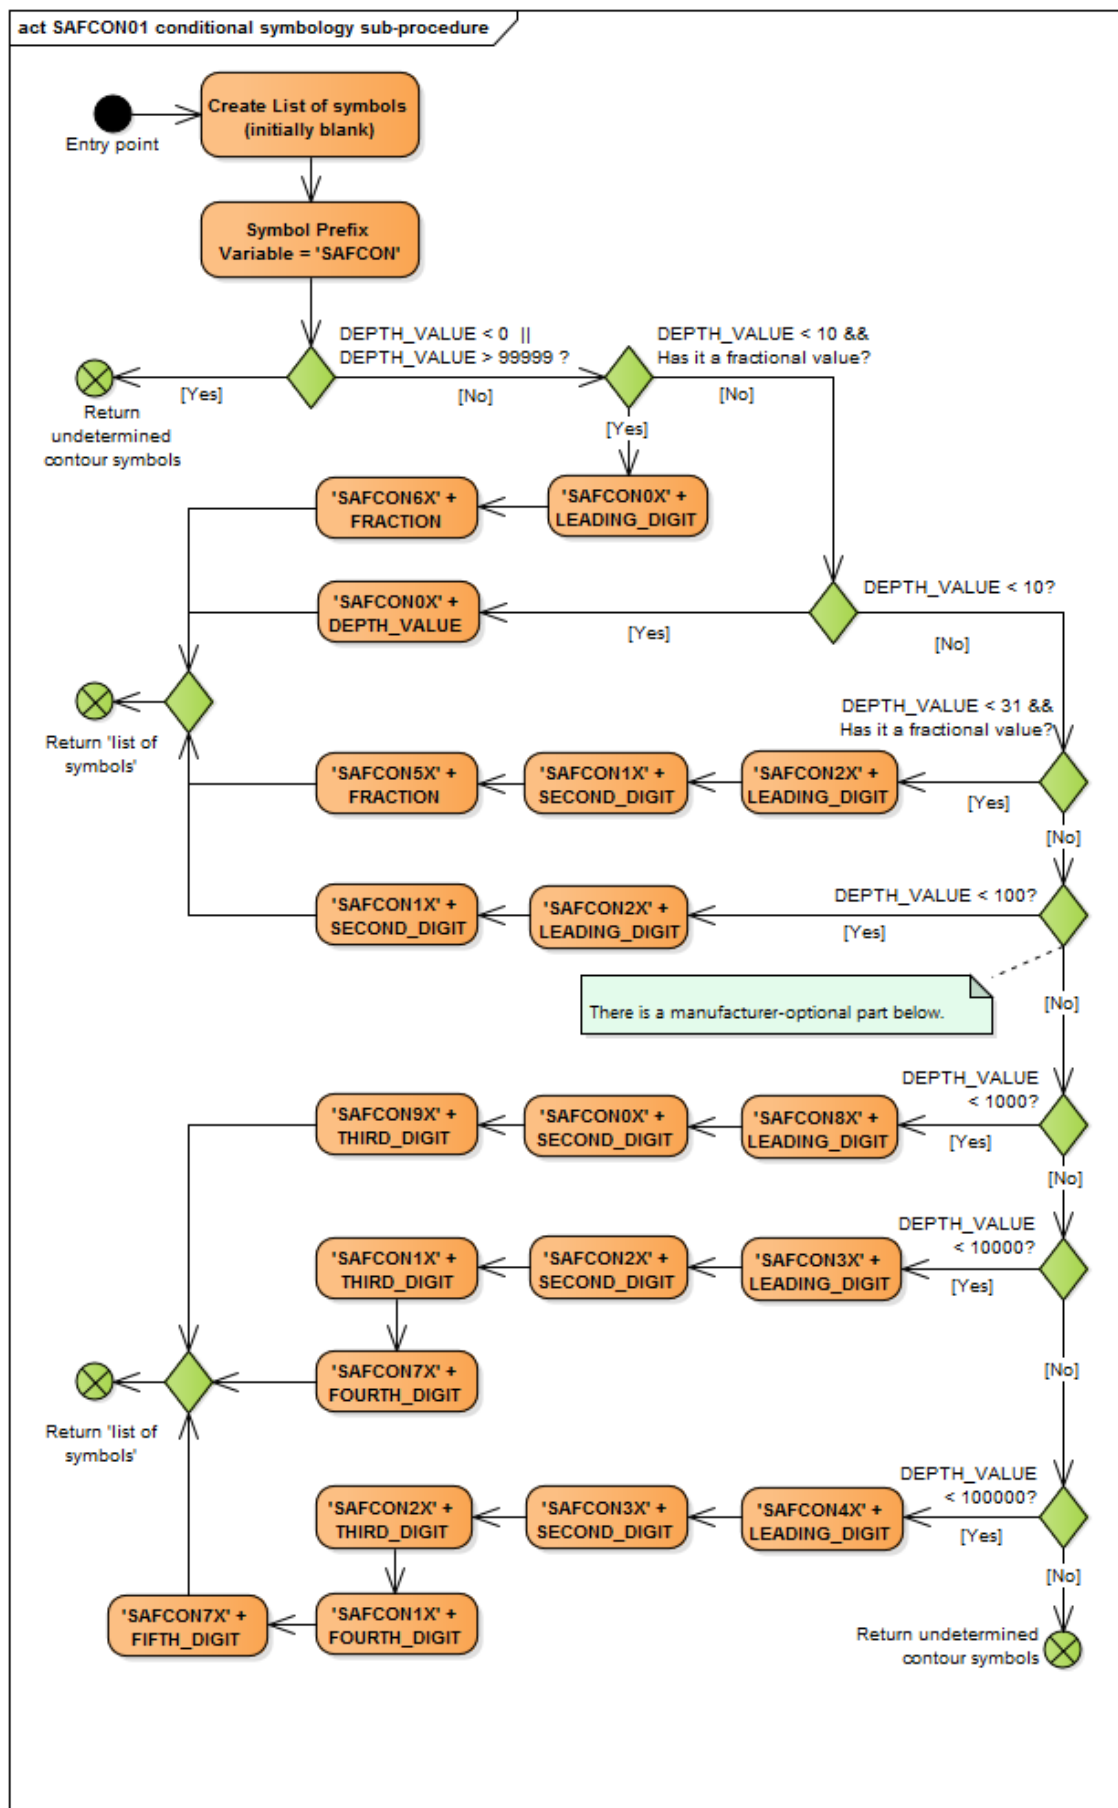 act SAFCON01 conditional symbology sub-procedure
Create List of symbols
(initially blank)
Entry point
Symbol Prefix
Variable = 'SAFCON'
DEPTH_VALUE < 0 ||
DEPTH_VALUE > 99999 ?
DEPTH_VALUE < 10 &&
Has it a fractional value?
[Yes]
[No]
[No]
Return
undetermined
contour symbols
[Yes]
'SAFCON6X' +
FRACTION
'SAFCON0X' +
LEADING_DIGIT
DEPTH_VALUE < 10?
'SAFCON0X' +
DEPTH_VALUE
[Yes]
[No]
Return 'list of
symbols'
DEPTH_VALUE < 31 &&
Has it a fractional value?
'SAFCON5X' +
FRACTION
'SAFCON1X' +
SECOND_DIGIT
'SAFCON2X' +
LEADING_DIGIT
[Yes]
[No]
DEPTH_VALUE < 100?
'SAFCON1X' +
SECOND_DIGIT
'SAFCON2X' +
LEADING_DIGIT
[Yes]
There is a manufacturer-optional part below.
[No]
DEPTH_VALUE
< 1000?
'SAFCON9X' +
THIRD_DIGIT
'SAFCON0X' +
SECOND_DIGIT
'SAFCON8X' +
LEADING_DIGIT
[Yes]
[No]
DEPTH_VALUE
< 10000?
'SAFCON1X' +
THIRD_DIGIT
'SAFCON2X' +
SECOND_DIGIT
'SAFCON3X' +
LEADING_DIGIT
[Yes]
'SAFCON7X' +
FOURTH_DIGIT
[No]
Return 'list of
symbols'
DEPTH_VALUE
< 100000?
'SAFCON2X' +
THIRD_DIGIT
'SAFCON3X' +
SECOND_DIGIT
'SAFCON4X' +
LEADING_DIGIT
[Yes]
[No]
'SAFCON7X' +
FIFTH_DIGIT
'SAFCON1X' +
FOURTH_DIGIT
Return undetermined
contour symbols